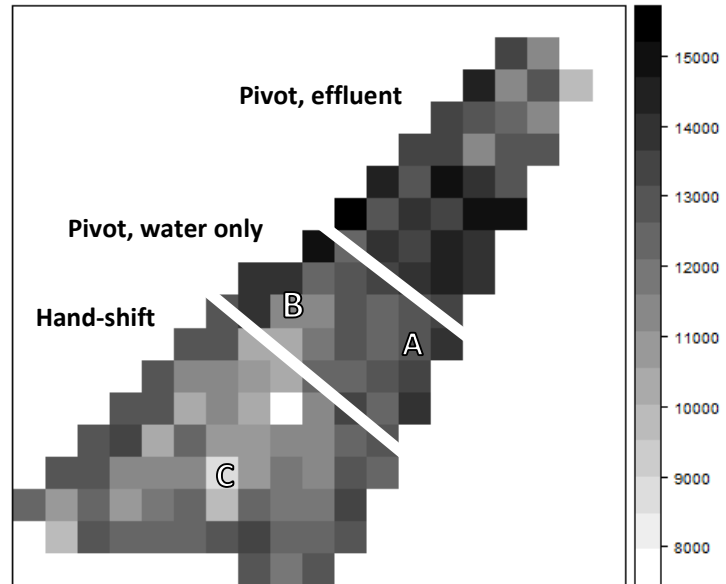 Pivot, effluent
Pivot, water only
Hand-shift
B
A
C
15000
14000
13000
12000
11000
10000
9000
8000